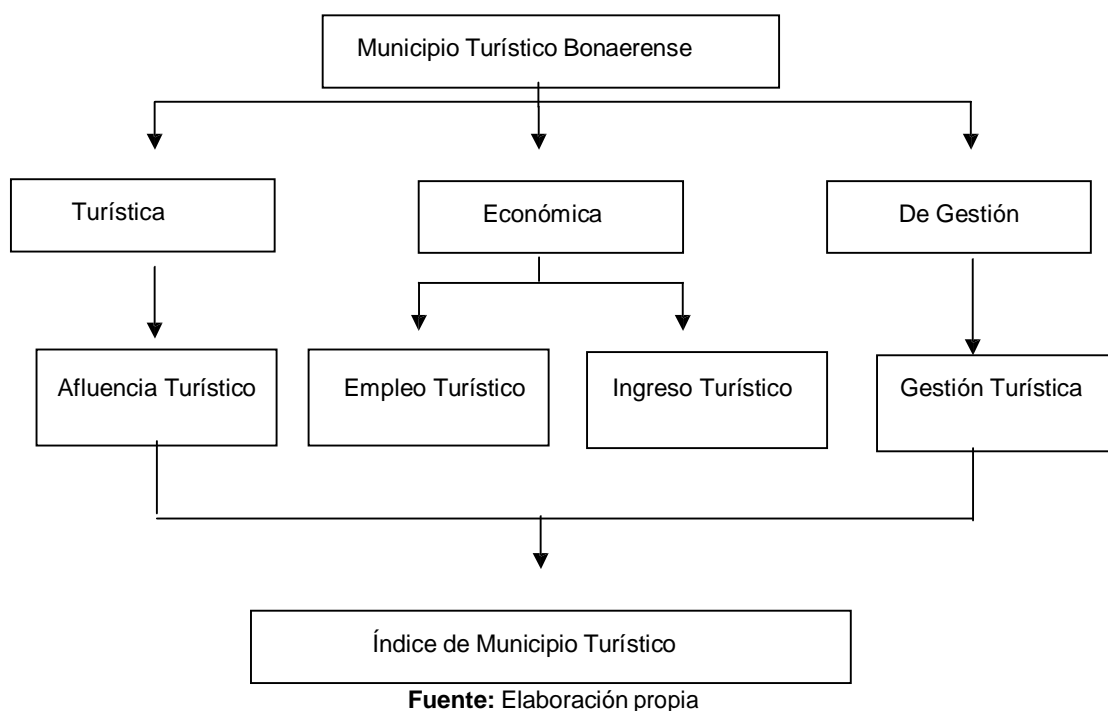 Municipio Turístico Bonaerense
Turística
Económica
De Gestión
Afluencia Turístico
Empleo Turístico
Ingreso Turístico
Gestión Turística
Índice de Municipio Turístico
Fuente: Elaboración propia